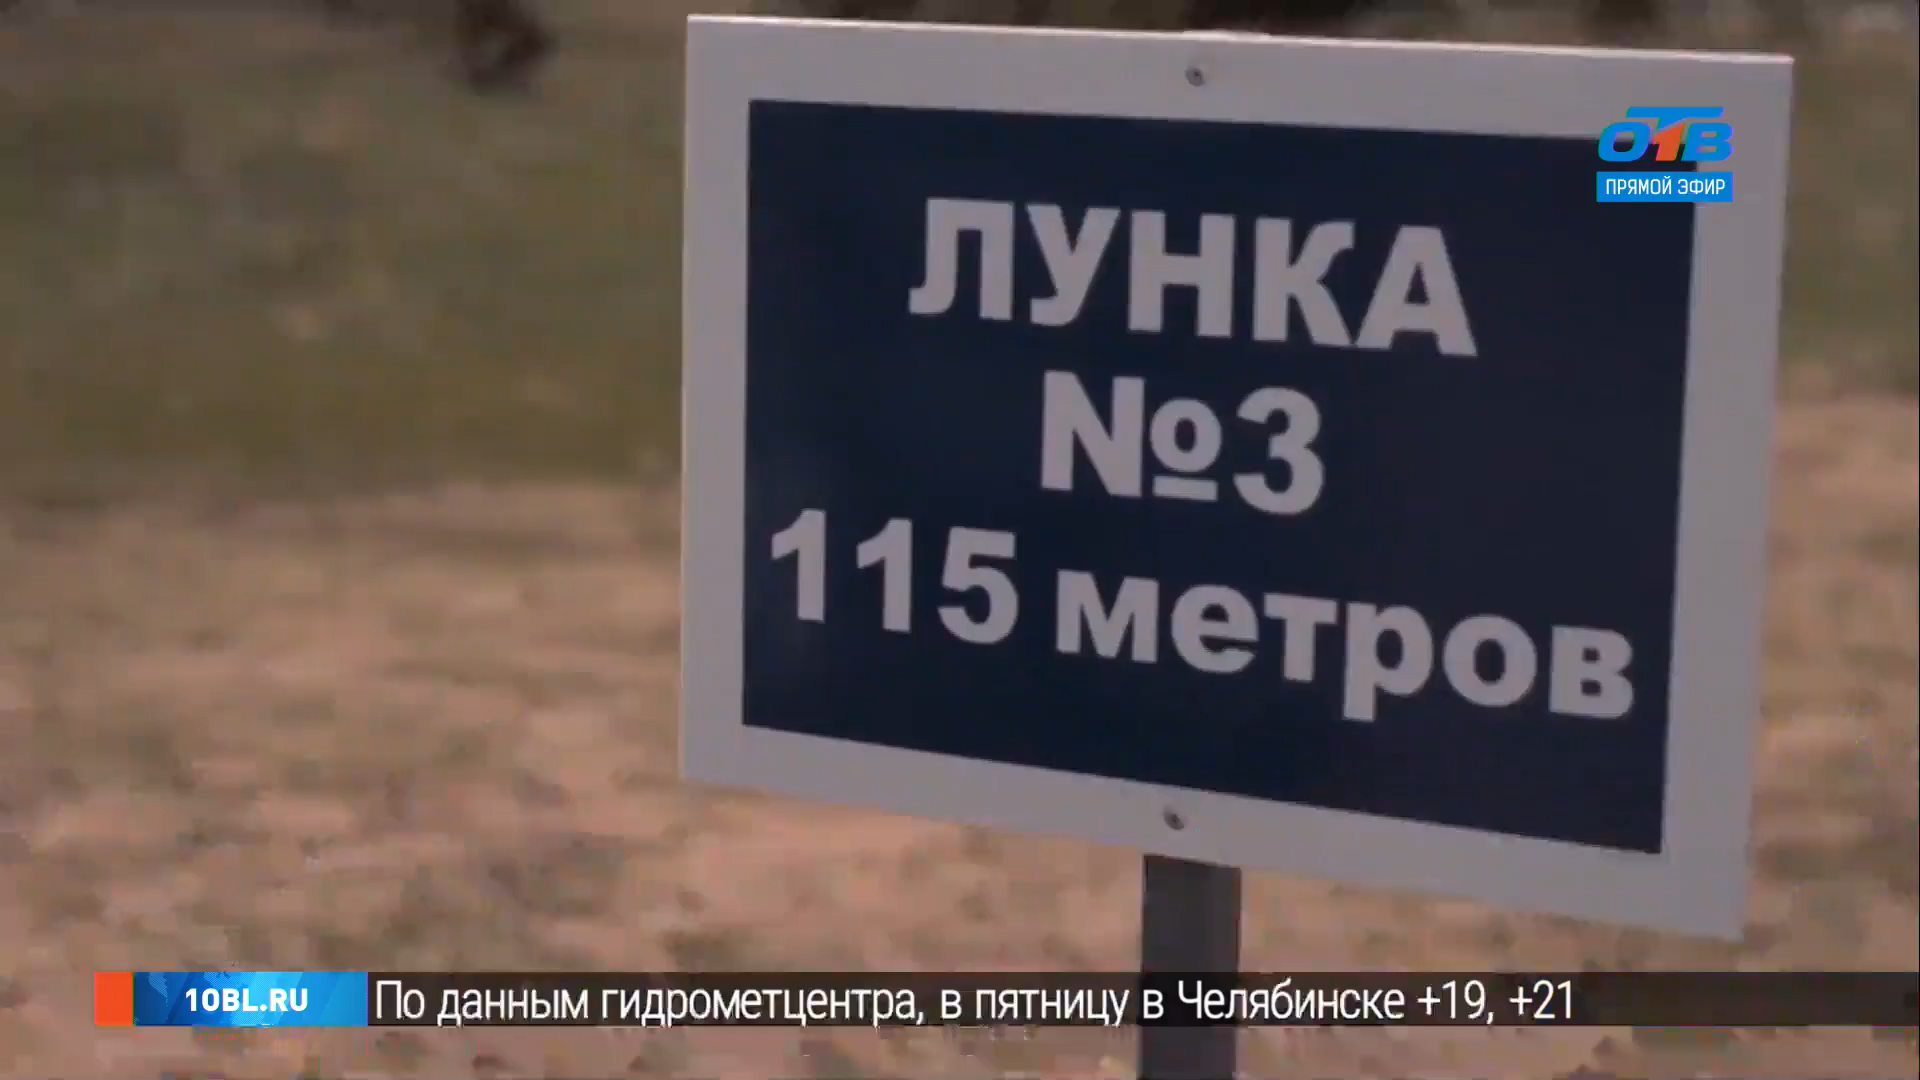 ОТВ
ПРЯМОЙ ЭФИР
ЛУНКА
№3
115 метров
10BL.RU
По данным гидрометцентра, в пятницу в Челябинске +19, +21